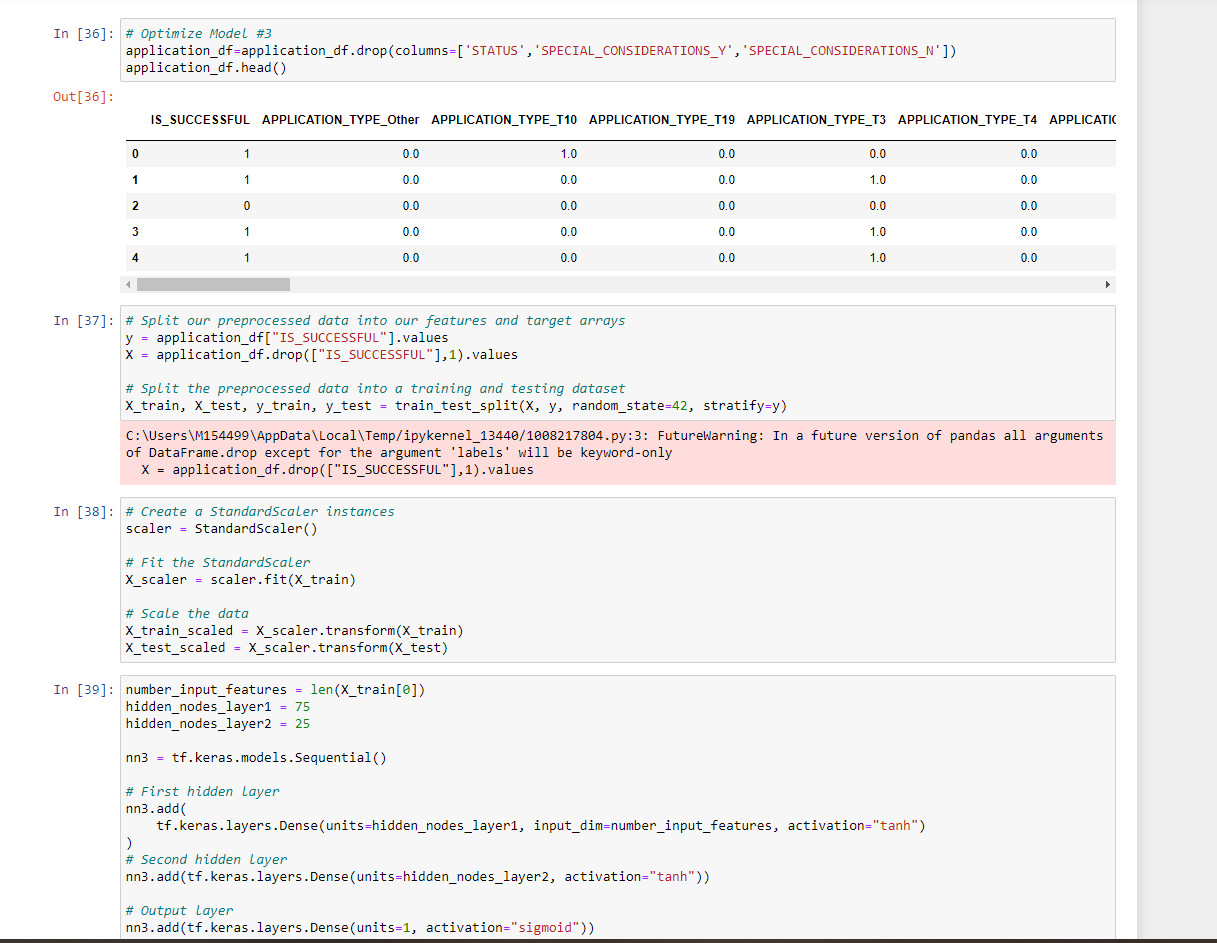 In [36]: # Optimize Model #3
application_df=application_df.drop(columns=['STATUS','SPECIAL_CONSIDERATIONS_Y','SPECIAL_CONSIDERATIONS_N'])
application_df.head()
Out[36]:
IS_SUCCESSFUL APPLICATION_TYPE_Other APPLICATION_TYPE_T10 APPLICATION_TYPE_T19 APPLICATION_TYPE_T3 APPLICATION_TYPE_T4
0 1 0.0 1.0 0.0 0.0 0.0
1 1 0.0 0.0 0.0 1.0 0.0
2 0 0.0 0.0 0.0 0.0 0.0
3 1 0.0 0.0 0.0 1.0 0.0
4 1 0.0 0.0 0.0 1.0 0.0
In [37]: # Split our preprocessed data into our features and target arrays
y = application_df["IS_SUCCESSFUL"].values
X = application_df.drop(["IS_SUCCESSFUL"],1).values
# Split the preprocessed data into a training and testing dataset
X_train, X_test, y_train, y_test = train_test_split(X, y, random_state=42, stratify=y)
C:\Users\M154499\AppData\Local\Temp/ipykernel_13440/1008217804.py:3: FutureWarning: In a future version of pandas all arguments
of DataFrame.drop except for the argument 'labels' will be keyword-only
X = application_df.drop(["IS_SUCCESSFUL"],1).values
In [38]: # Create a StandardScaler instances
scaler = StandardScaler()
# Fit the StandardScaler
X_scaler = scaler.fit(X_train)
# Scale the data
X_train_scaled = X_scaler.transform(X_train)
X_test_scaled = X_scaler.transform(X_test)
In [39]: number_input_features = len(X_train[0])
hidden_nodes_layer1 = 75
hidden_nodes_layer2 = 25
nn3 = tf.keras.models.Sequential()
# First hidden layer
nn3.add(
tf.keras.layers.Dense(units=hidden_nodes_layer1, input_dim=number_input_features, activation="tanh")
)
# Second hidden layer
nn3.add(tf.keras.layers.Dense(units=hidden_nodes_layer2, activation="tanh"))
# Output layer
nn3.add(tf.keras.layers.Dense(units=1, activation="sigmoid"))